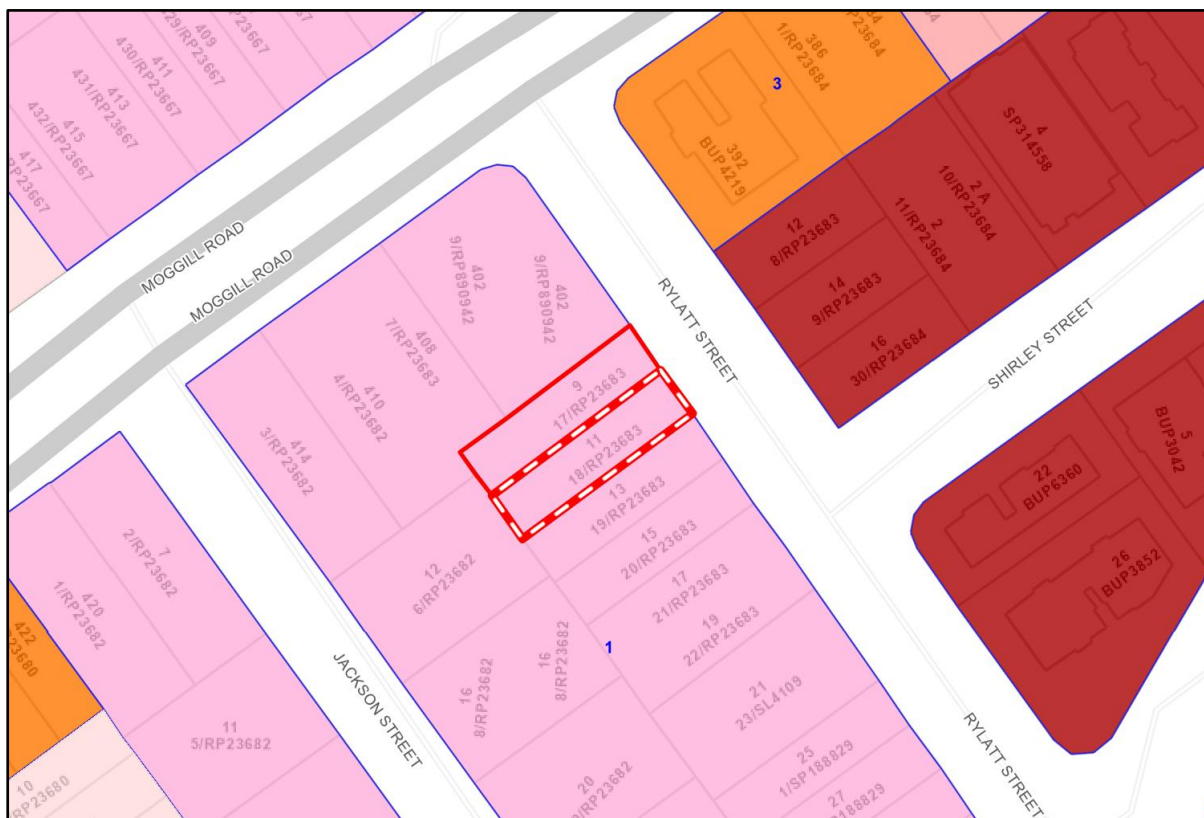 429/RP23667
409
430/RP23667
411
431/RP23667
413
432/RP23667
415
417
RP23667
MOGGILL ROAD
MOGGILL ROAD
386
1/RP23684
3
392
BUP4219
4
SP314558
2 A
10/RP23684
2
11/RP23684
12
8/RP23683
14
9/RP23683
16
30/RP23684
RYLATT STREET
SHIRLEY STREET
402
9/RP890942
402
9/RP890942
408
7/RP23683
410
4/RP23682
414
3/RP23682
9
17/RP23683
11
18/RP23683
13
19/RP23683
15
20/RP23683
17
21/RP23683
19
22/RP23683
21
23/SL4109
25
1/SP188829
27
188829
12
6/RP23682
16
8/RP23682
16
8/RP23682
1
20
/RP23682
7
2/RP23682
420
1/RP23682
422
11
5/RP23682
10
RP23680
JACKSON STREET
22
BUP6360
5
BUP3042
26
BUP3852
RYLATT STREET